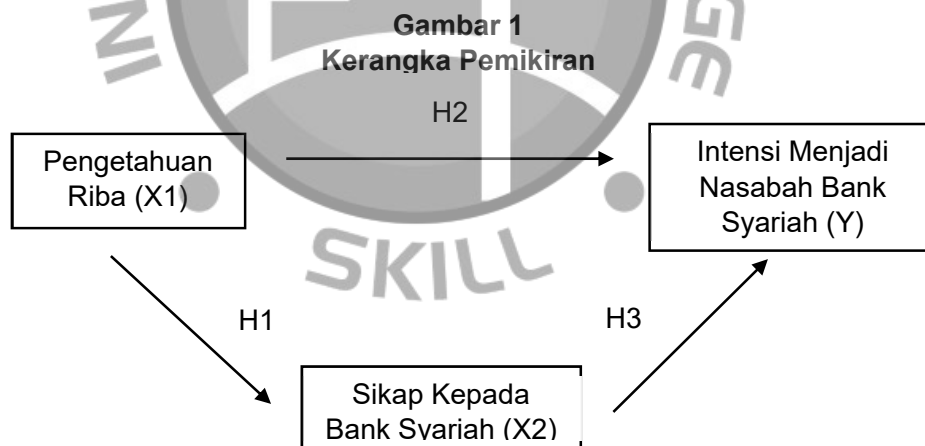 Gambar 1
Kerangka Pemikiran
H2
Pengetahuan
Riba (X1)
Intensi Menjadi
Nasabah Bank
Syariah (Y)
SKILL
H1
H3
Sikap Kepada
Bank Syariah (X2)